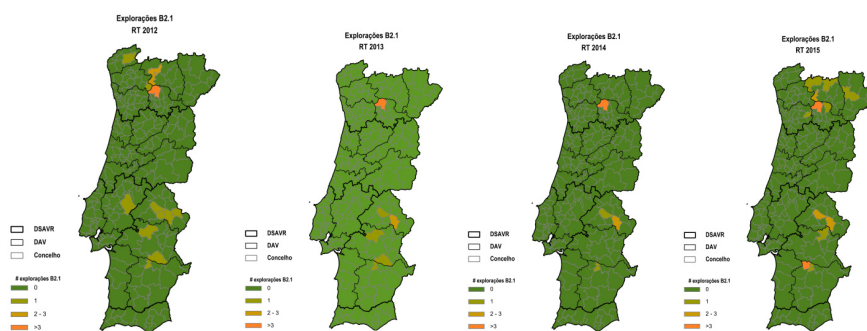 Explorações B2.1
RT 2012
DSAVR
DAV
Concelho
# explorações B2.1
0
1
2 - 3
>3
Explorações B2.1
RT 2013
DSAVR
DAV
Concelho
# explorações B2.1
0
1
2 - 3
>3
Explorações B2.1
RT 2014
DSAVR
DAV
Concelho
# explorações B2.1
0
1
2 - 3
>3
Explorações B2.1
RT 2015
DSAVR
DAV
Concelho
# explorações B2.1
0
1
2 - 3
>3